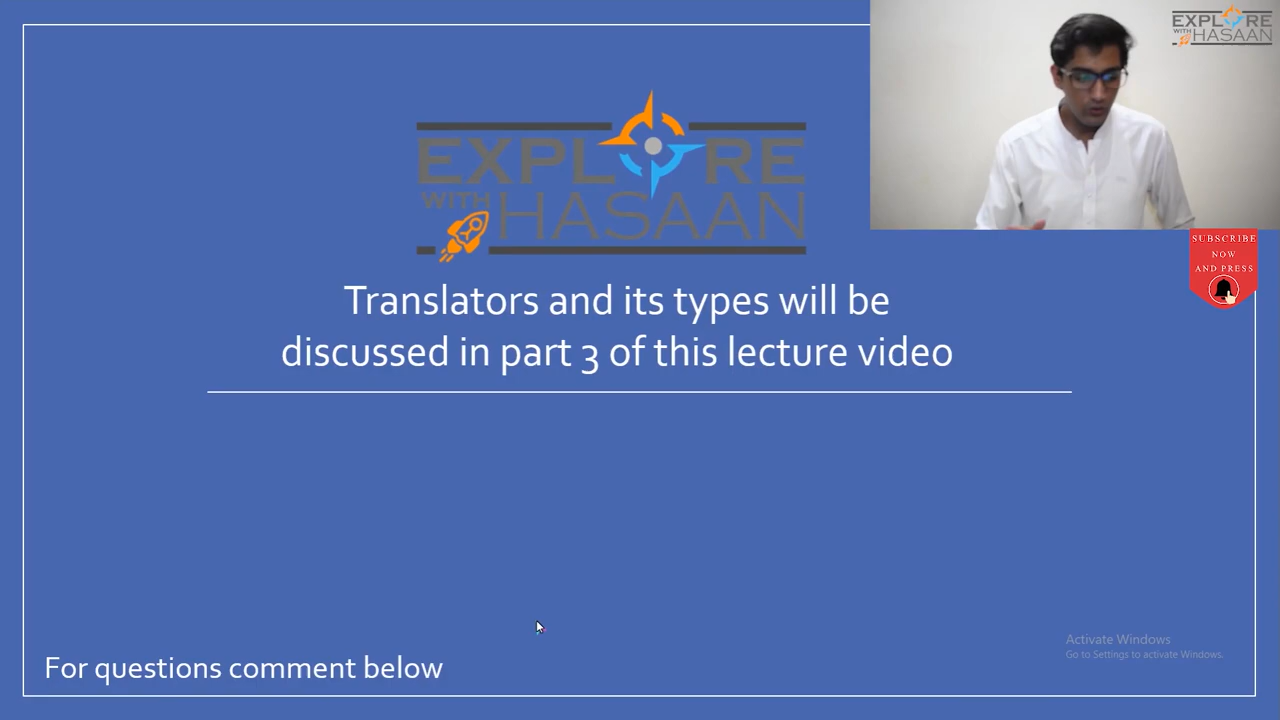 EXPLORE
WITH HASAAN
EXPLORE
WITH HASAAN
SUBSCRIBE
NOW
AND PRESS
Translators and its types will be
discussed in part 3 of this lecture video
Activate Windows
Go to Settings to activate Windows.
For questions comment below